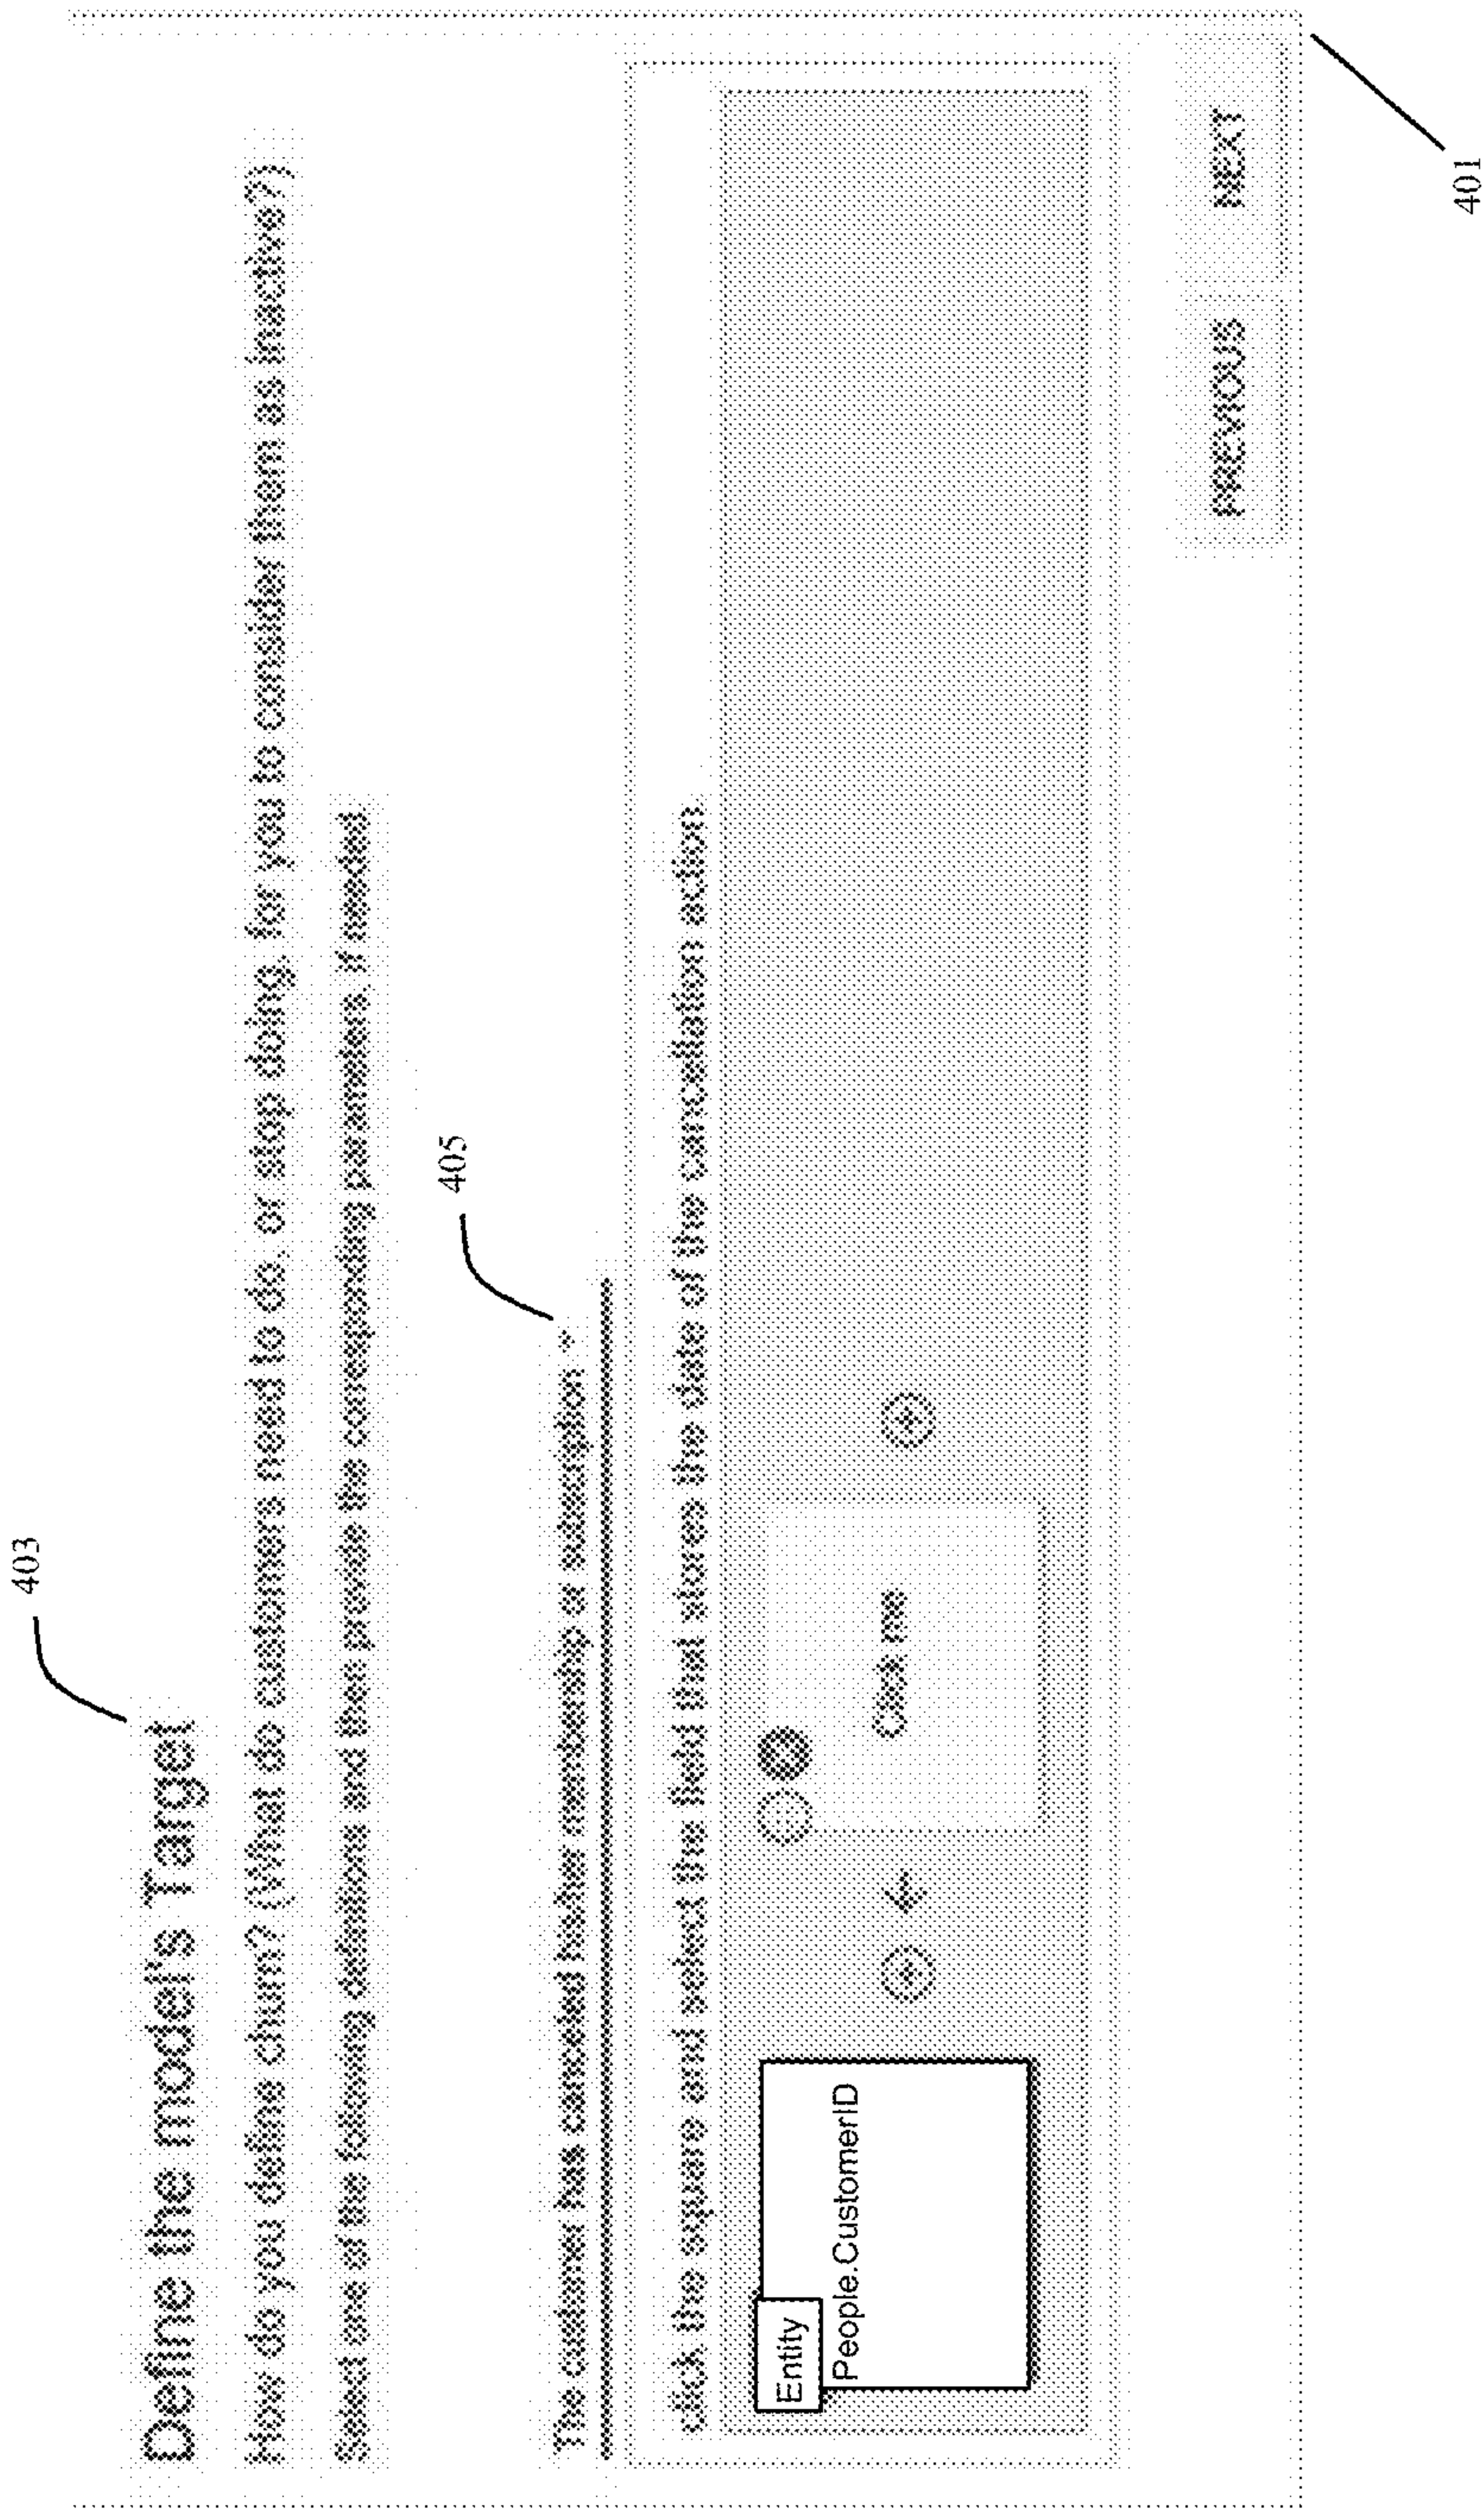 403
Define the model's Target
How do you define churn? (What do customers need to do, or stop doing, for you to consider them as inactive?)
Select one of the following definitions and then provide the corresponding parameters, if needed.
405
The customer has canceled his/her membership or subscription
click the square and select the field that stores the date of the cancellation action
Entity
People.CustomerID
Click me
PREVIOUS
NEXT
401